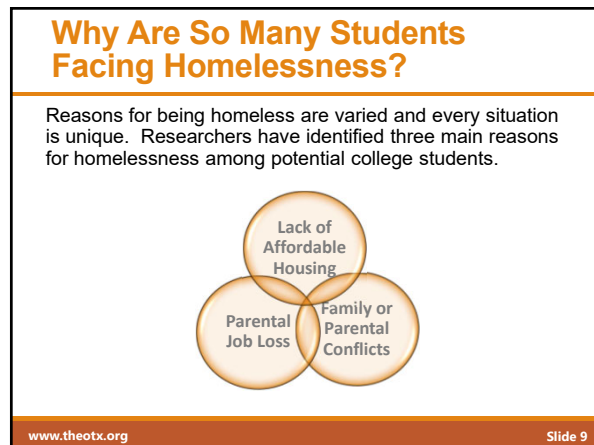 Why Are So Many Students
Facing Homelessness?
Reasons for being homeless are varied and every situation
is unique.  Researchers have identified three main reasons
for homelessness among potential college students.
Lack of
Affordable
Housing
Parental
Job Loss
Family or
Parental
Conflicts
www.theotx.org
Slide 9